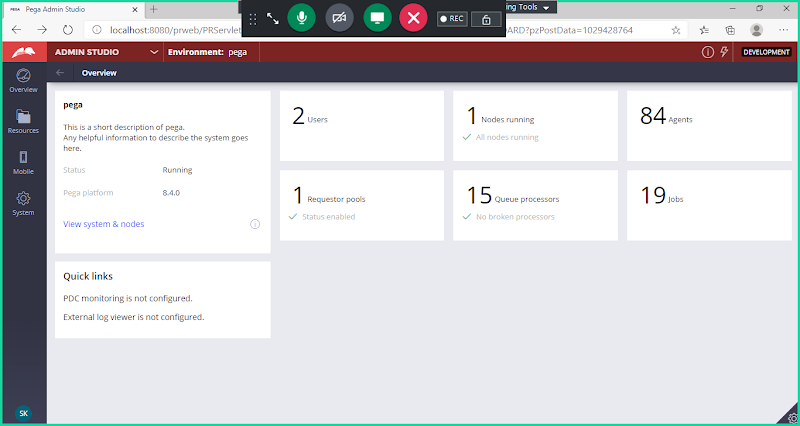 PEGA Pega Admin Studio
ing Tools
localhost:8080/prweb/PRServlet
ARD?pzPostData=1029428764
REC
ADMIN STUDIO
Environment: pega
DEVELOPMENT
Overview
Overview
Resources
Mobile
System
SK
pega
This is a short description of pega.
Any helpful information to describe the system goes
here.
Status Running
Pega platform 8.4.0
View system & nodes
Quick links
PDC monitoring is not configured.
External log viewer is not configured.
2 Users
1 Nodes running
All nodes running
84 Agents
1 Requestor pools
Status enabled
15 Queue processors
No broken processors
19 Jobs